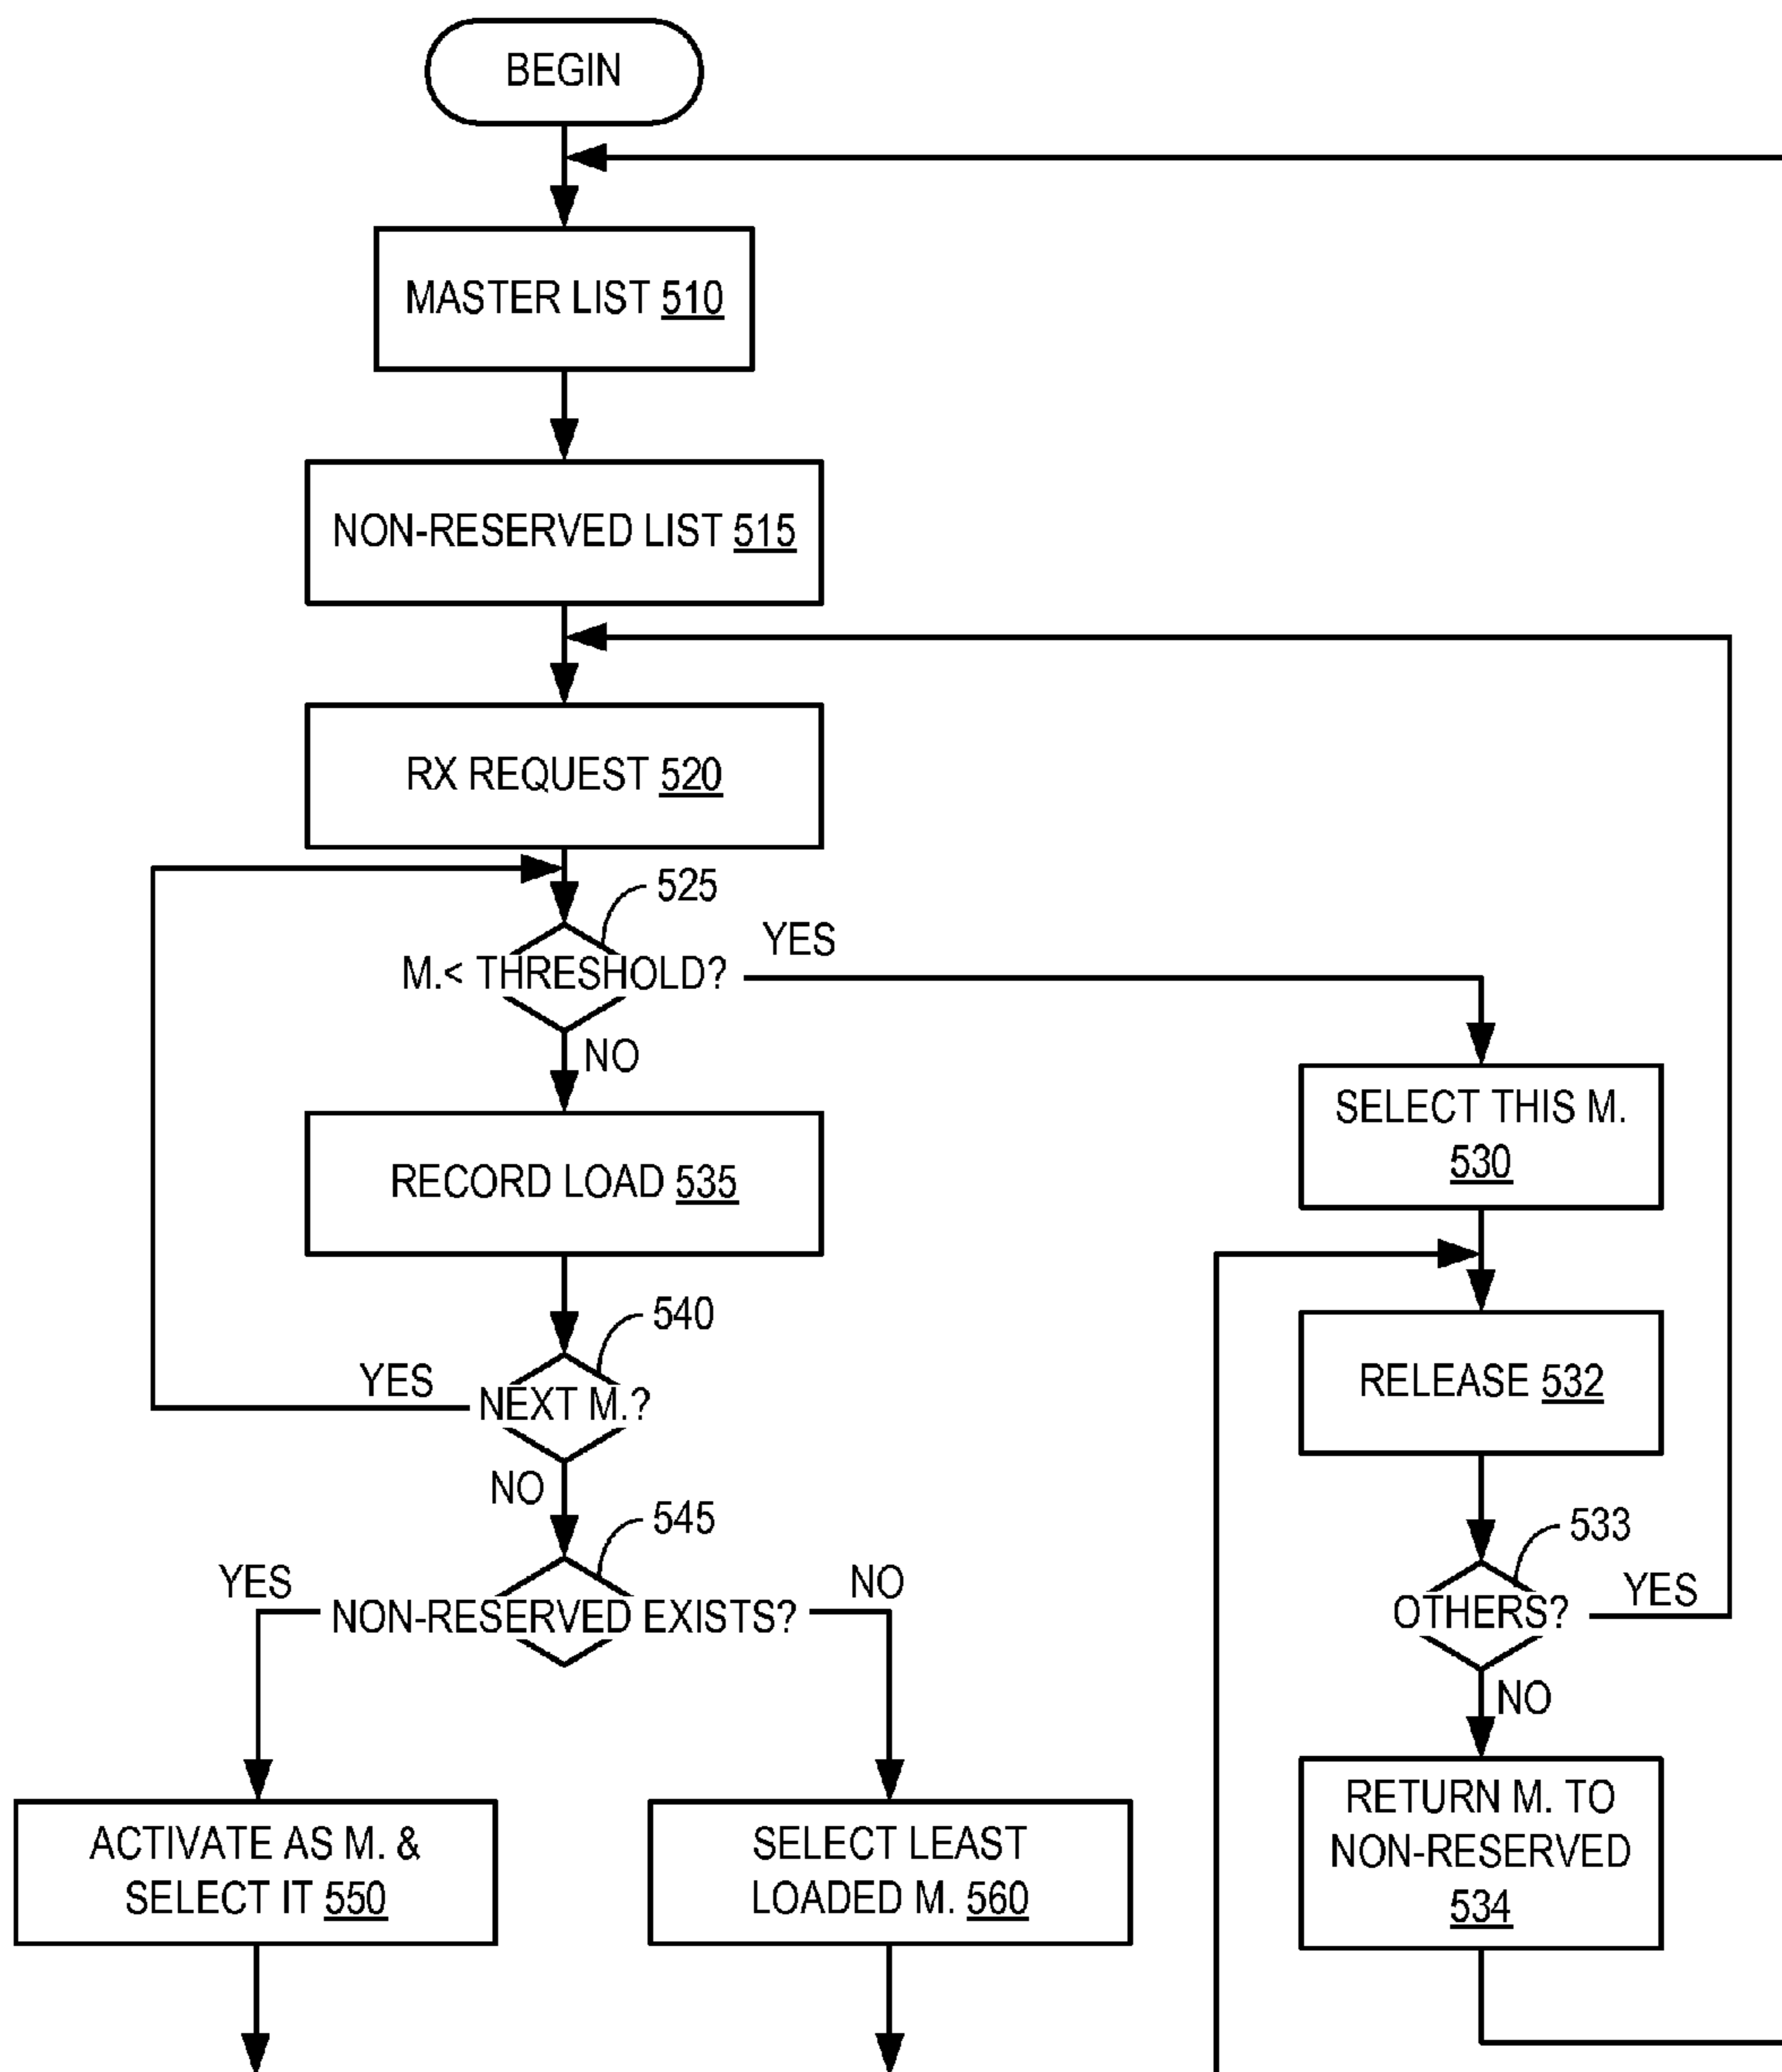 BEGIN
MASTER LIST 510
NON-RESERVED LIST 515
RX REQUEST 520
525
YES
M.< THRESHOLD?
NO
SELECT THIS M.
530
RECORD LOAD 535
540
YES
NEXT M.?
NO
RELEASE 532
545
533
YES
NO
NON-RESERVED EXISTS?
OTHERS?
YES
NO
ACTIVATE AS M. &
SELECT IT 550
SELECT LEAST
LOADED M. 560
RETURN M. TO
NON-RESERVED
534